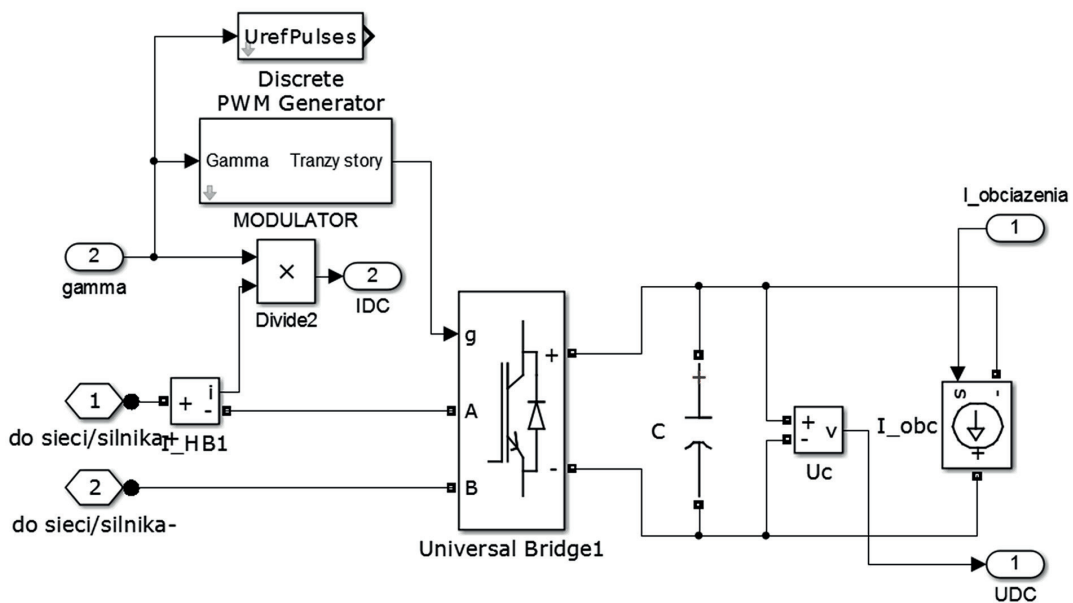 UrefPulses
Discrete
PWM Generator
Gamma Tranzy story
MODULATOR
2
gamma
×
Divide2
2
IDC
1
do sieci/silnika+
+ i -
I_HB1
2
do sieci/silnika-
g
A
B
+
-
Universal Bridge1
+
C
+
-
v
Uc
I_obciazenia
1
s -
+
I_obc
1
UDC